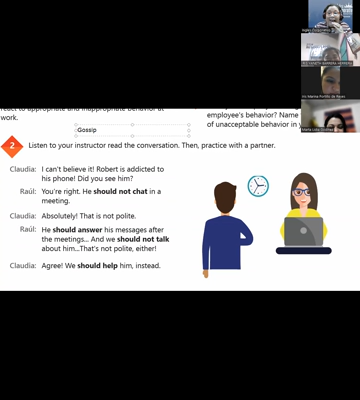 react to appropriate and inappropriate behavior at
work.
employee's behavior? Name
of unacceptable behavior in
Gossip
2 Listen to your instructor read the conversation. Then, practice with a partner.
Claudia: I can't believe it! Robert is addicted to
his phone! Did you see him?
Raúl: You're right. He should not chat in a
meeting.
Claudia: Absolutely! That is not polite.
Raúl: He should answer his messages after
the meetings... And we should not talk
about him...That's not polite, either!
Claudia: Agree! We should help him, instead.